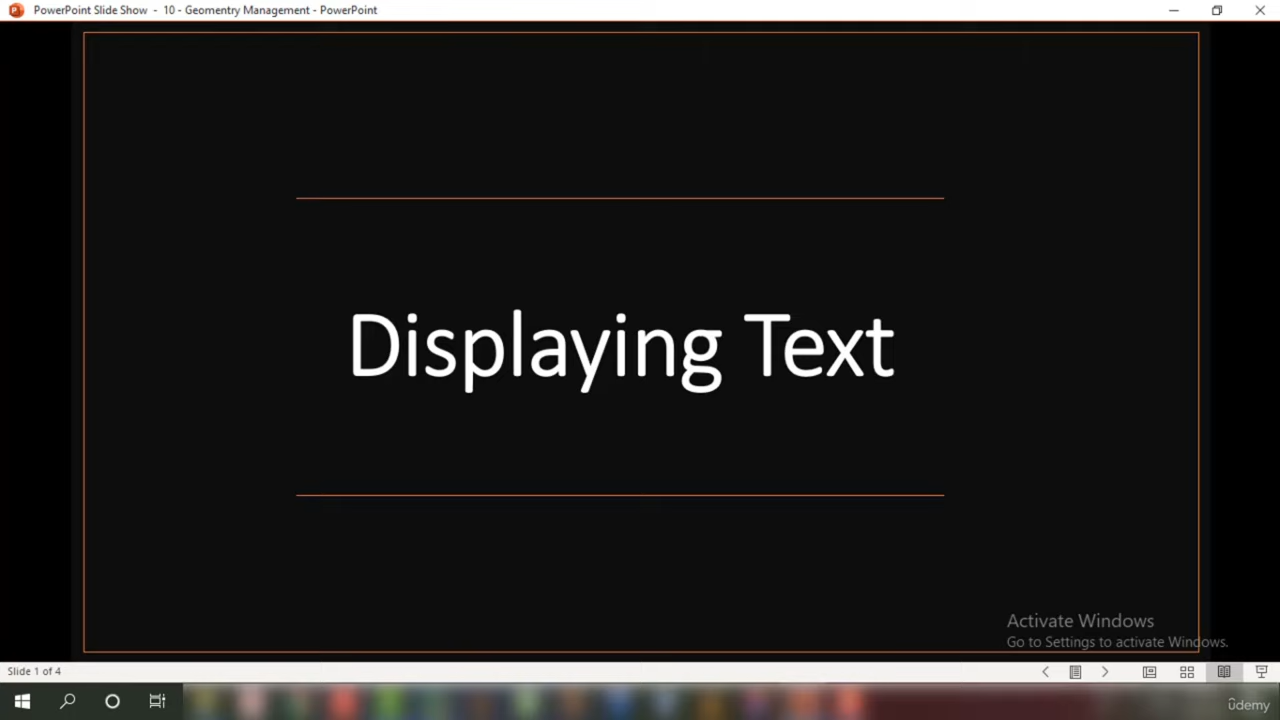 PowerPoint Slide Show - 10 - Geomentry Management - PowerPoint
Displaying Text
Activate Windows
Go to Settings to activate Windows.
Slide 1 of 4
ûdemy